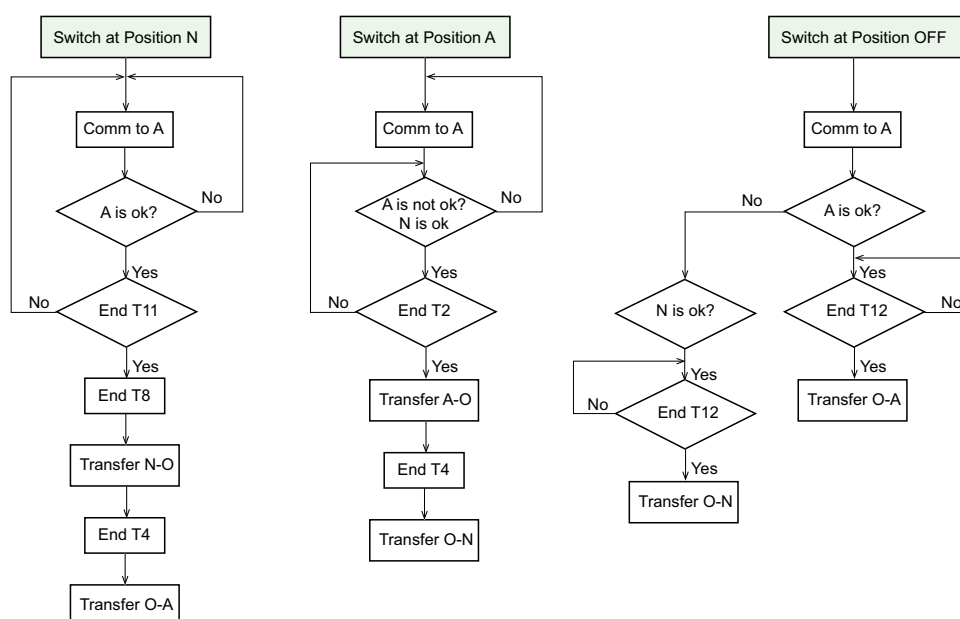 Switch at Position N
Comm to A
A is ok?
No
Yes
End T11
No
Yes
End T8
Transfer N-O
End T4
Transfer O-A
Switch at Position A
Comm to A
A is not ok?
N is ok
No
Yes
End T2
No
Yes
Transfer A-O
End T4
Transfer O-N
Switch at Position OFF
Comm to A
A is ok?
No
Yes
End T12
No
Yes
Transfer O-A
N is ok?
Yes
End T12
No
Yes
Transfer O-N